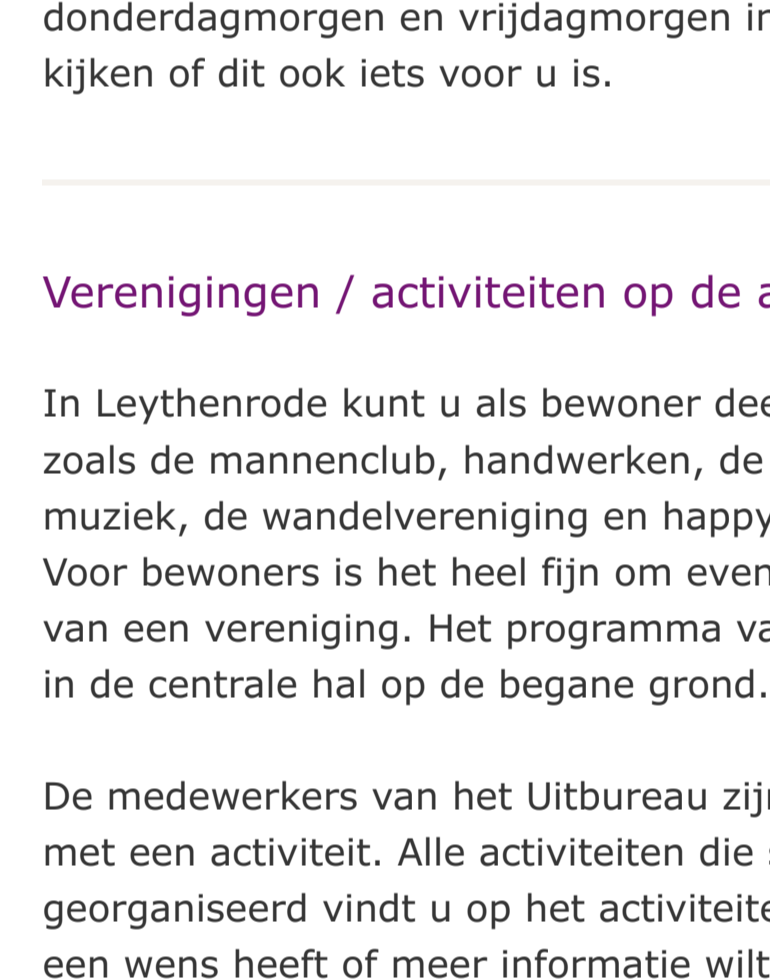 donderdagmorgen en vrijdagmorgen
kijken of dit ook iets voor u is.
Verenigingen / activiteiten op de
In Leythenrode kunt u als bewoner
zoals de mannenclub, handwerken, de
muziek, de wandelvereniging en happy
Voor bewoners is het heel fijn om even
van een vereniging. Het programma
in de centrale hal op de begane grond.
De medewerkers van het Uitbureau
met een activiteit. Alle activiteiten die
georganiseerd vindt u op het
een wens heeft of meer informatie wilt